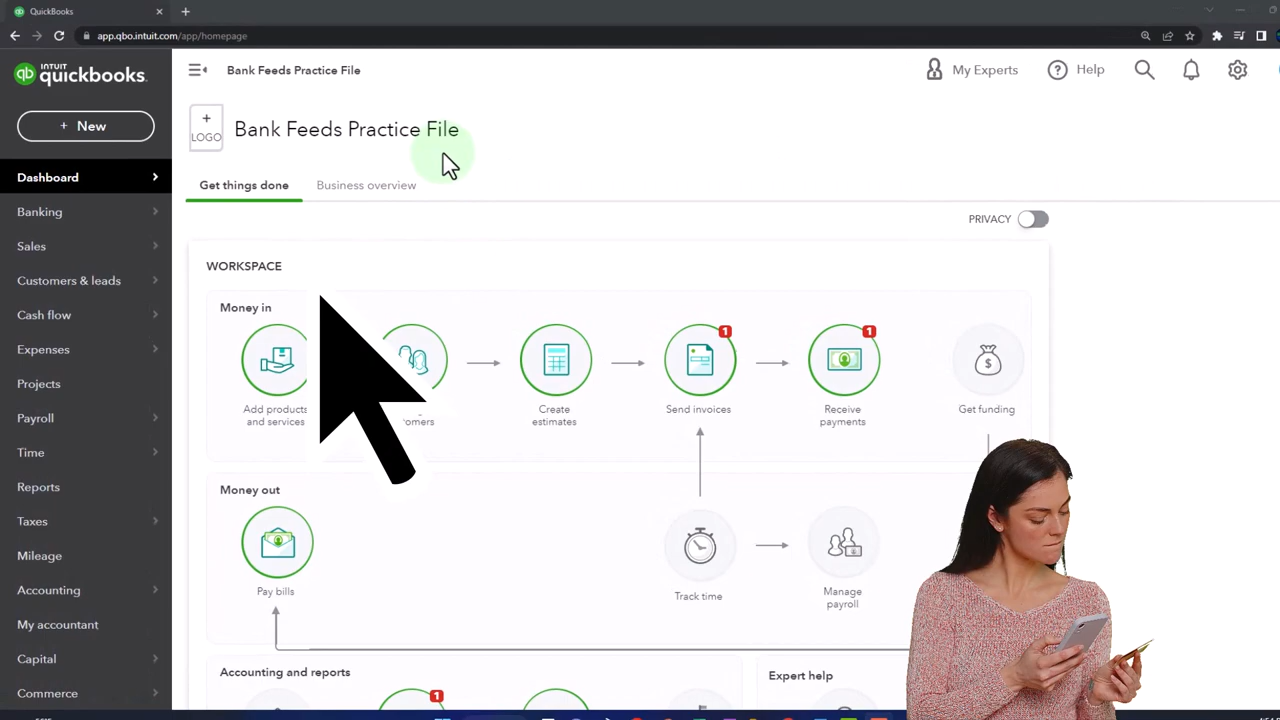 QuickBooks
app.qbo.intuit.com/app/homepage
INTUIT
quickbooks
Bank Feeds Practice File
My Experts
Help
+ New
+
LOGO
Bank Feeds Practice File
Dashboard
Banking
Sales
Customers & leads
Cash flow
Expenses
Projects
Payroll
Time
Reports
Taxes
Mileage
Accounting
My accountant
Capital
Commerce
Get things done
Business overview
PRIVACY
WORKSPACE
Money in
1
1
Add products
and services
Create
estimates
Send invoices
Receive
payments
Get funding
Money out
Pay bills
Track time
Manage
payroll
Accounting and reports
1
Expert help